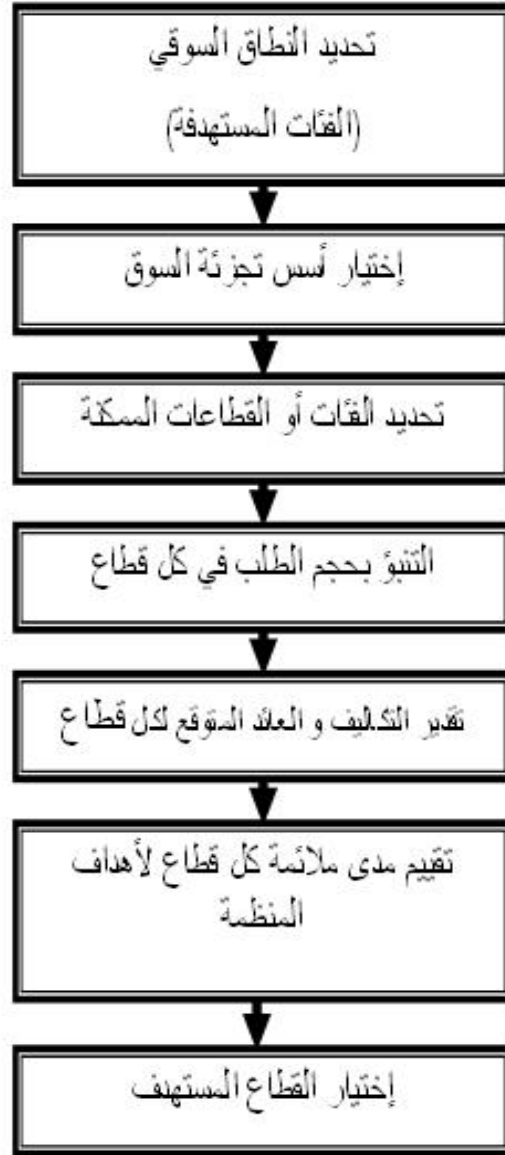 تحديد النطاق السوقي
(الفئات المستهدفة)
إختيار أسس تجزئة السوق
تحديد الفئات أو القطاعات الممكنة
التنبؤ بحجم الطلب في كل قطاع
تقدير التكاليف و العائد المتوقع لكل قطاع
تقييم مدى ملائمة كل قطاع لأهداف
المنظمة
إختيار القطاع المستهدف